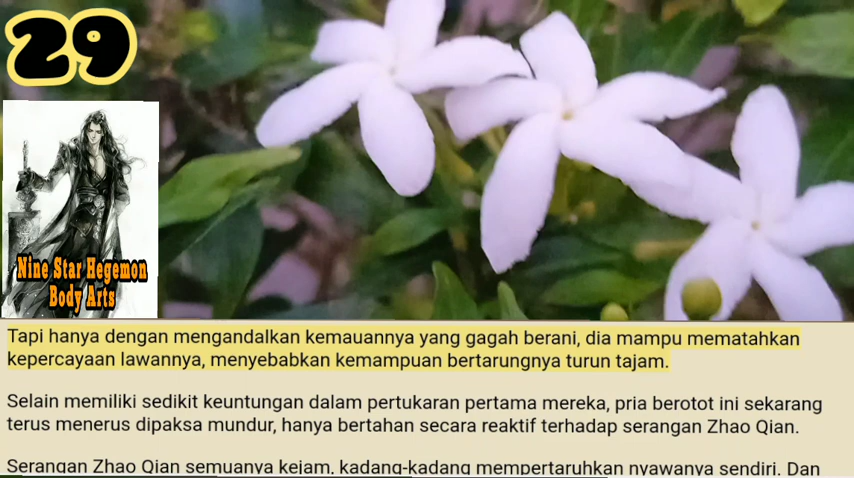 29
Nine Star Hegemon
Body Arts
Tapi hanya dengan mengandalkan kemauannya yang gagah berani, dia mampu mematahkan
kepercayaan lawannya, menyebabkan kemampuan bertarungnya turun tajam.
Selain memiliki sedikit keuntungan dalam pertukaran pertama mereka, pria berotot ini sekarang
terus menerus dipaksa mundur, hanya bertahan secara reaktif terhadap serangan Zhao Qian.
Serangan Zhao Qian semuanya kejam, kadang-kadang mempertaruhkan nyawanya sendiri. Dan